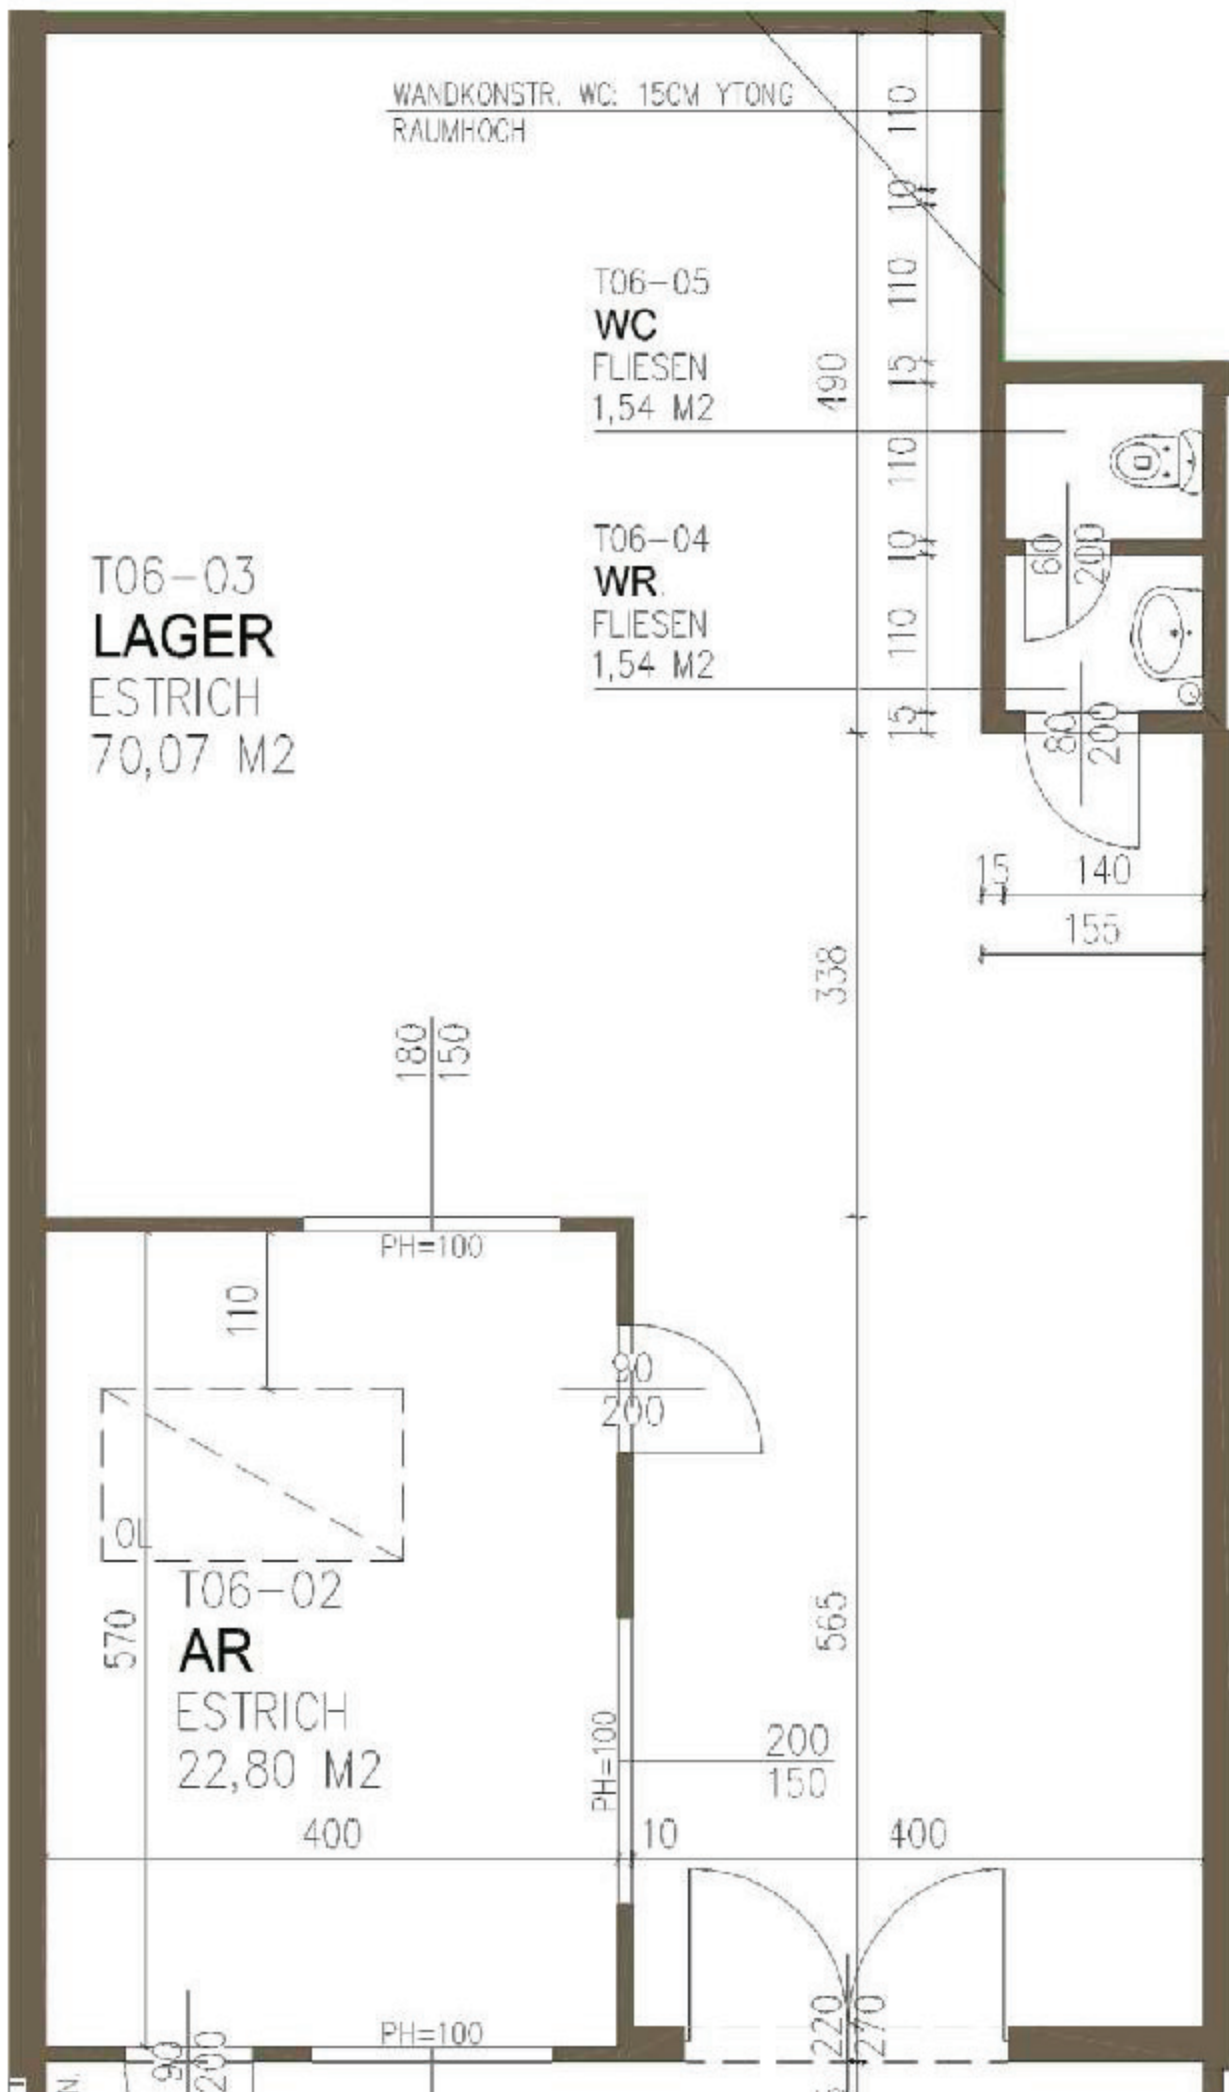 WANDKONSTR. WC: 15CM YTONG
RAUMHOCH
110
10
110
15
110
10
110
15
490
T06-05
WC
FLIESEN
1,54 M2
T06-04
WR.
FLIESEN
1,54 M2
60
200
80
200
T06-03
LAGER
ESTRICH
70,07 M2
15
140
155
338
180
150
PH=100
110
90
200
OL
T06-02
AR
ESTRICH
22,80 M2
570
565
PH=100
200
150
400
10
400
220
270
PH=100
90
200
N.